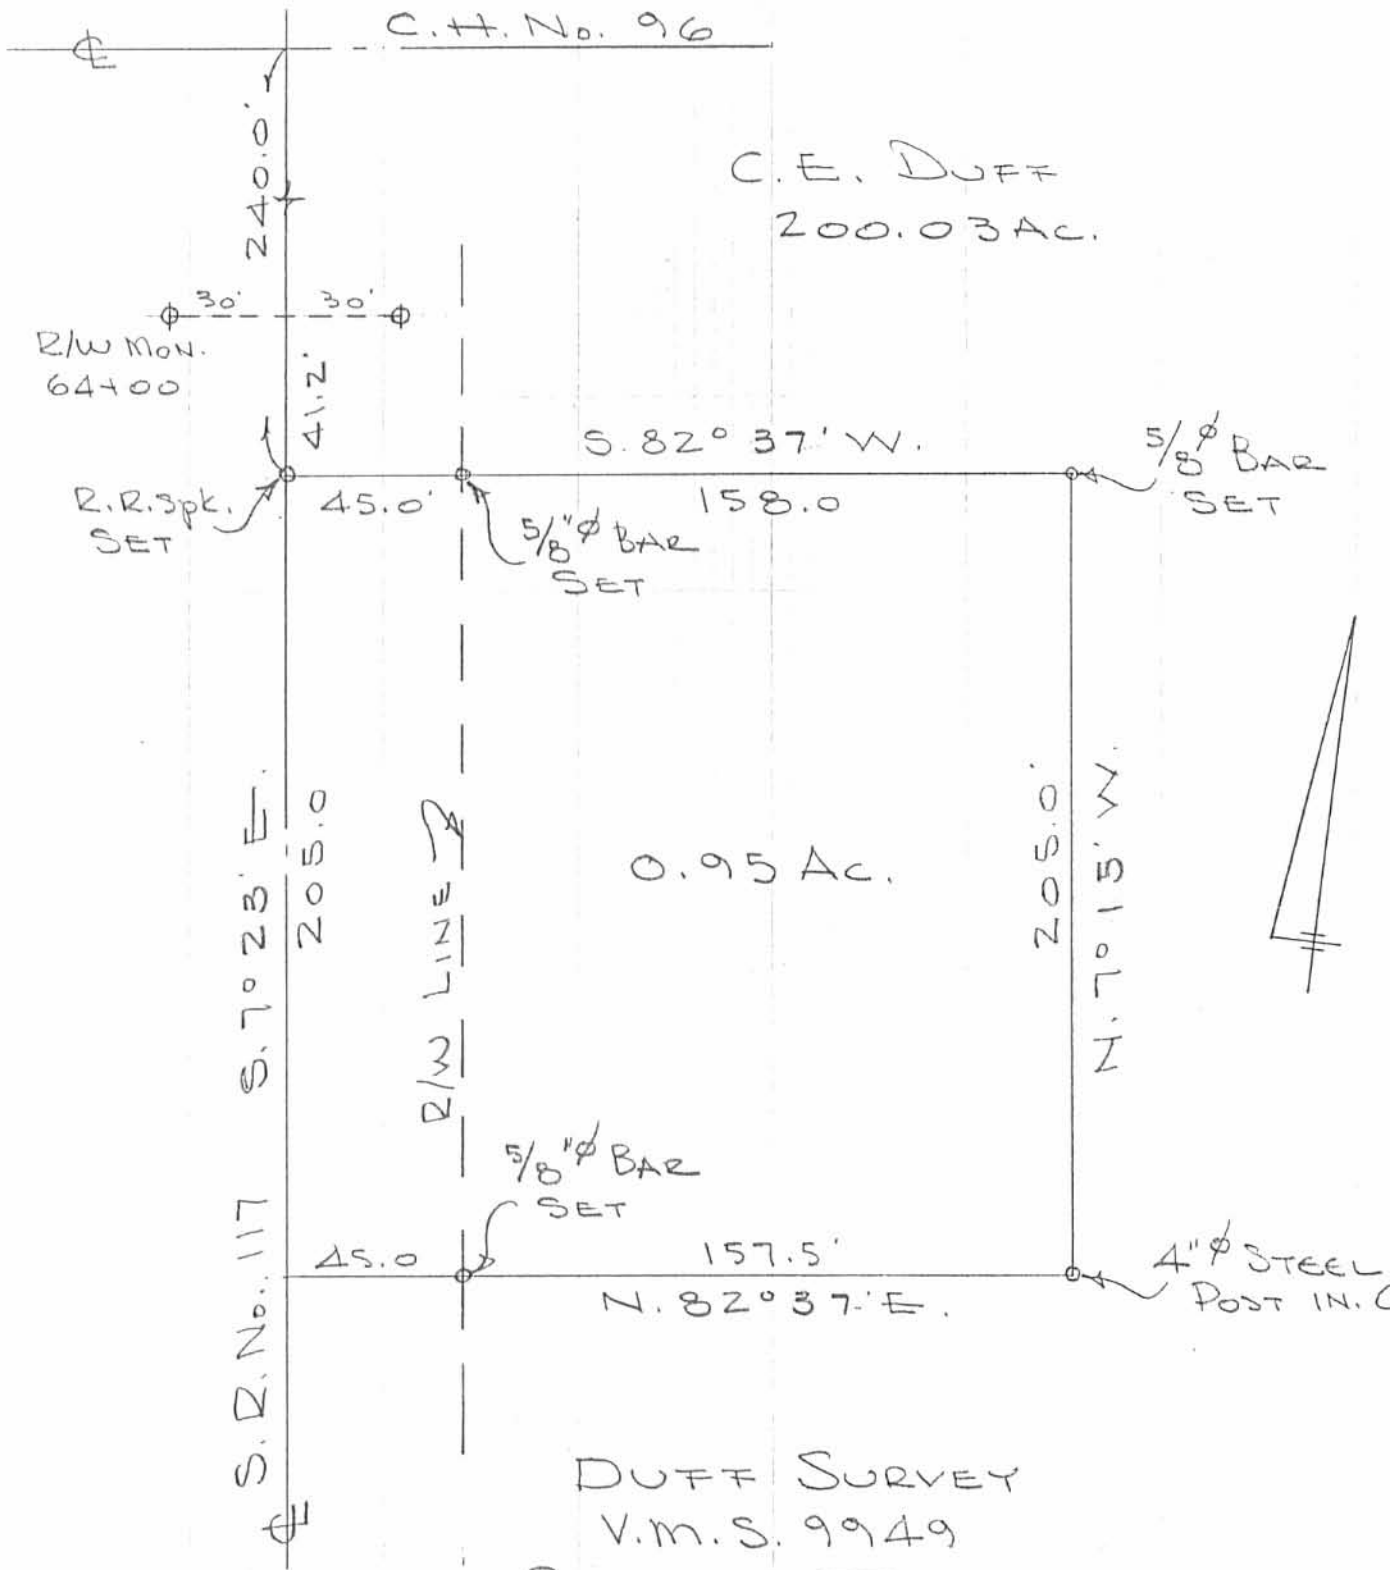 C.H. No. 96
℄
240.0'
C.E. DUFF
200.03 AC.
30' 30'
R/W MON.
64+00
41.2'
S. 82° 37' W.
5/8 ø BAR
SET
R.R. Spk.
SET
45.0'
158.0
5/8"ø BAR
SET
S. 7° 23' E.
205.0
R/W LINE
0.95 AC.
205.0'
N. 7° 15' W.
5/8"ø BAR
SET
S.R. No. 117
45.0
157.5'
N. 82° 37' E.
4"ø STEEL
POST IN.
℄
DUFF SURVEY
V.M.S. 9949